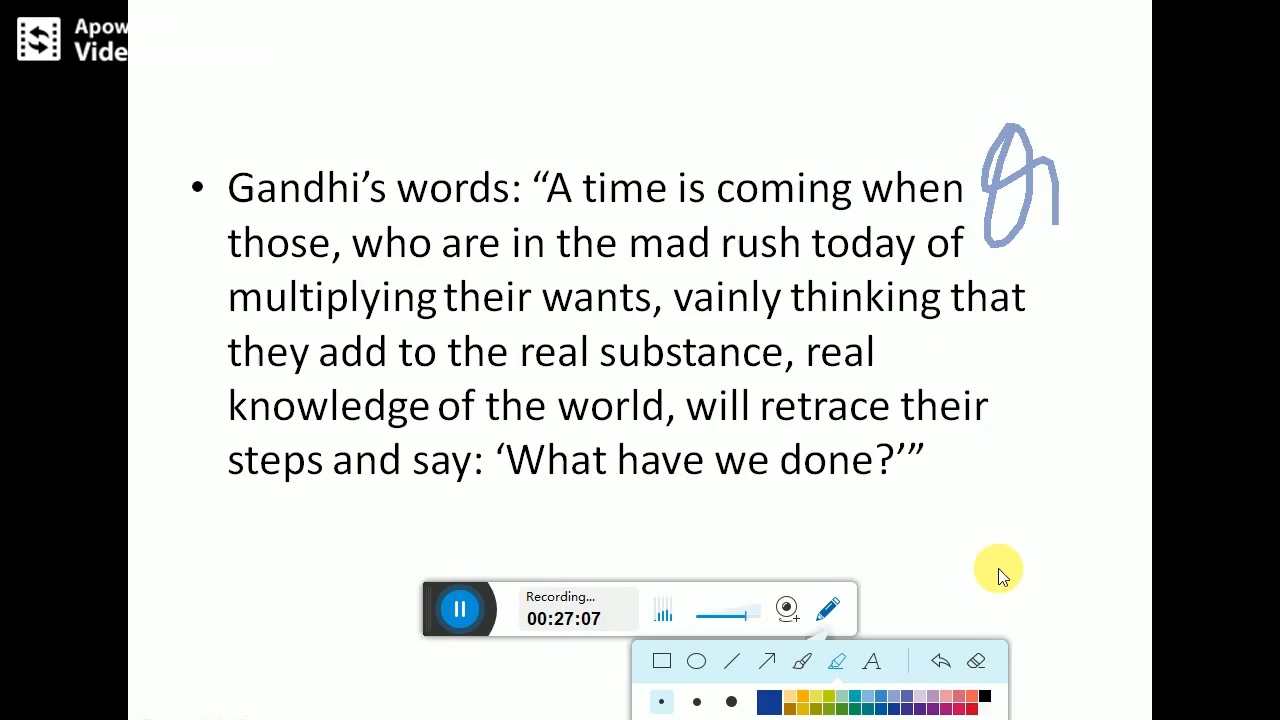 Apow
Vide
• Gandhi’s words: “A time is coming when
those, who are in the mad rush today of
multiplying their wants, vainly thinking that
they add to the real substance, real
knowledge of the world, will retrace their
steps and say: ‘What have we done?’”
Recording...
00:27:07
A